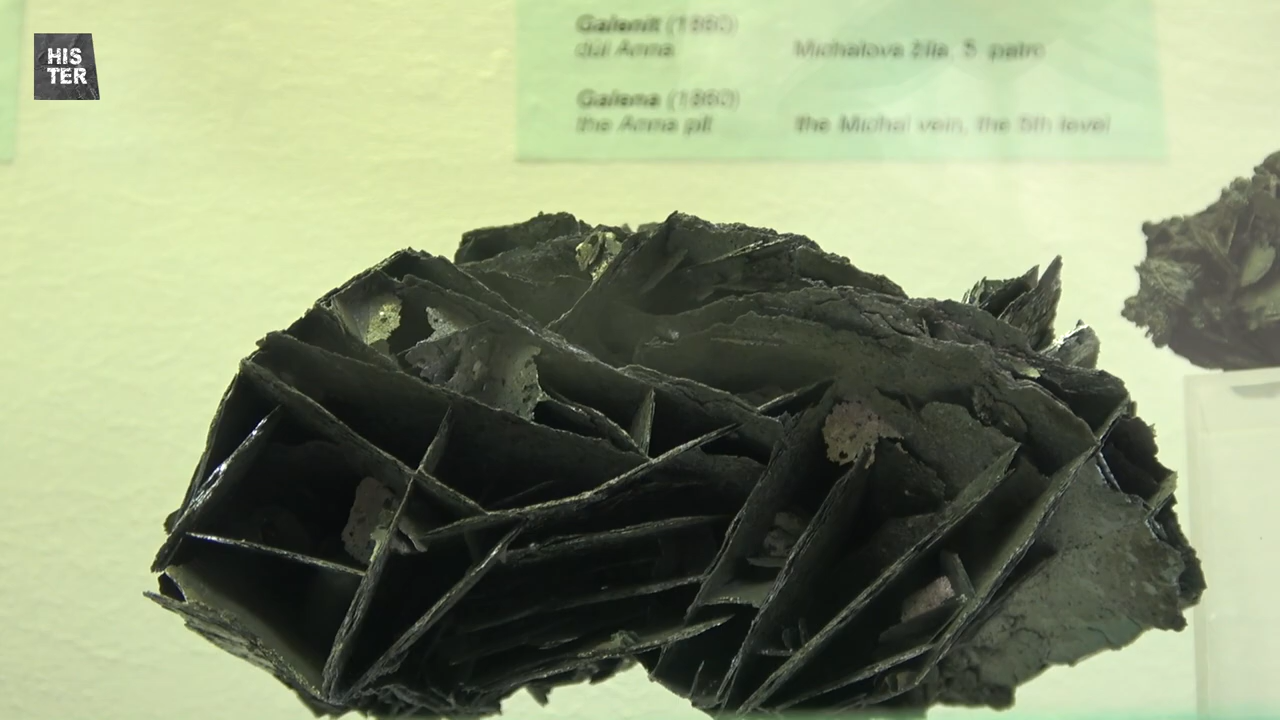 HIS
TER
Galenit (1860)
důl Anna Michalova žíla, 5. patro
Galena (1860)
the Anna pit the Michal vein, the 5th level